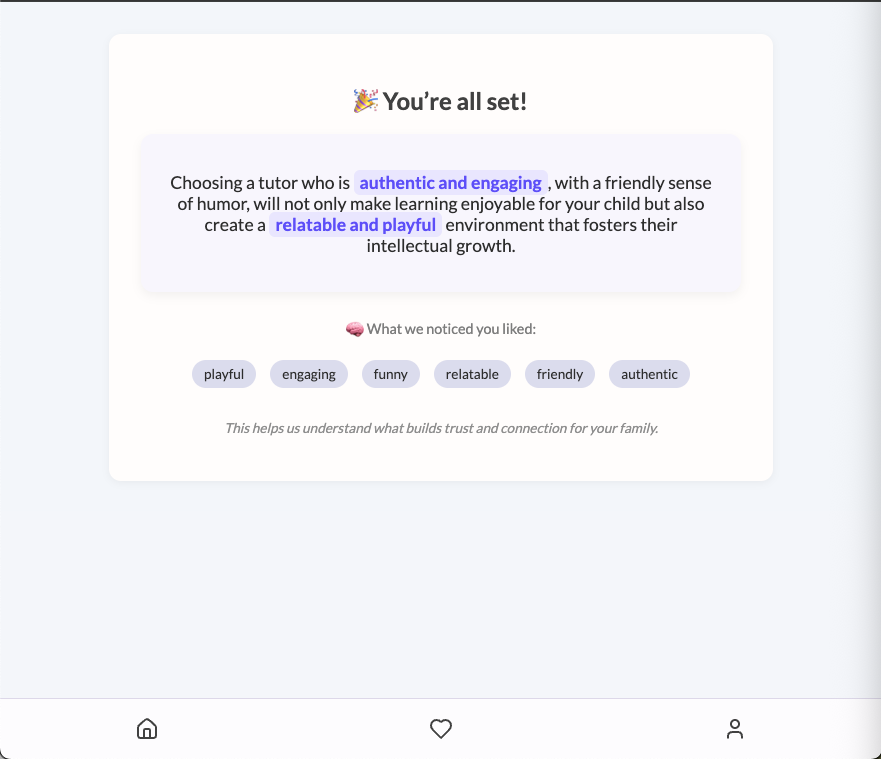 🎉 You’re all set!
Choosing a tutor who is authentic and engaging , with a friendly sense
of humor, will not only make learning enjoyable for your child but also
create a relatable and playful environment that fosters their
intellectual growth.
🧠 What we noticed you liked:
playful engaging funny relatable friendly authentic
This helps us understand what builds trust and connection for your family.